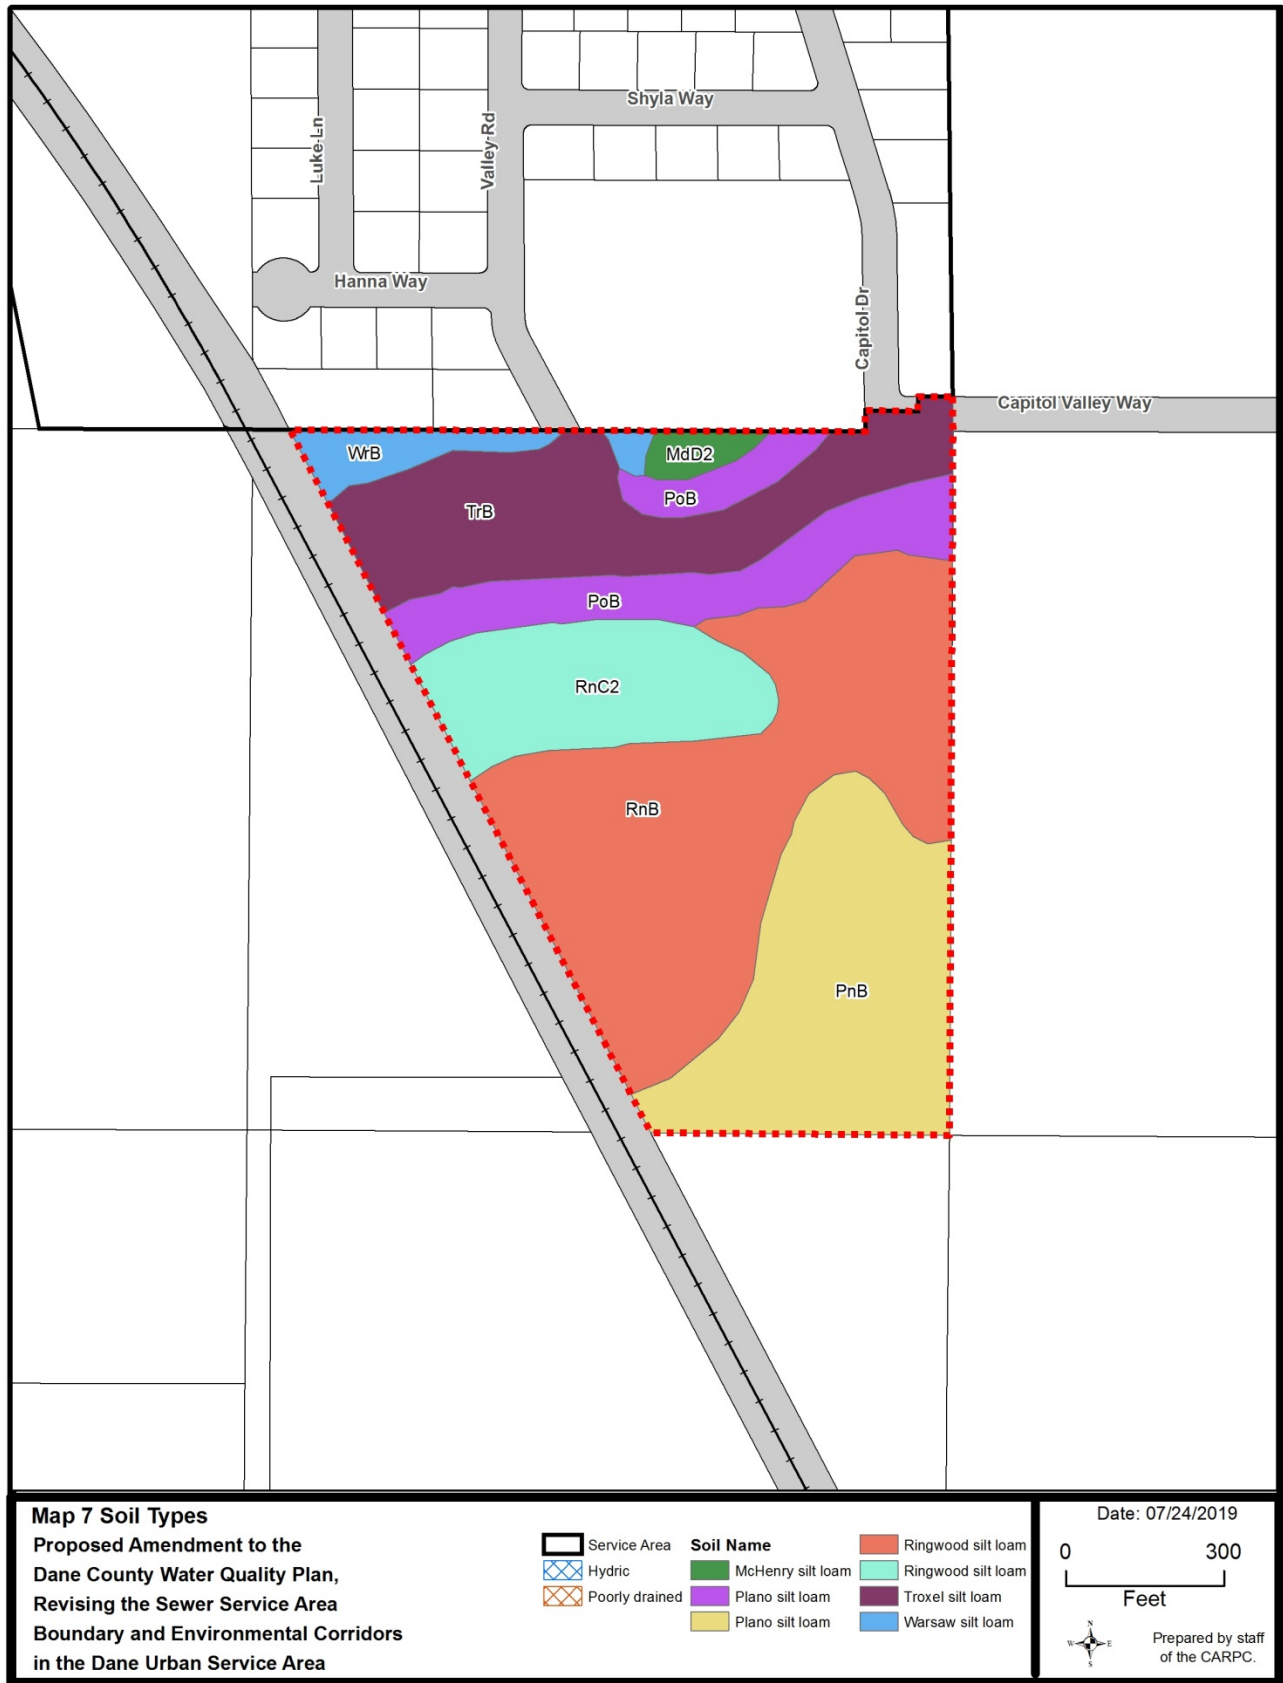 Shyla Way
Luke Ln
Valley Rd
Hanna Way
Capitol Dr
Capitol Valley Way
WrB
MdD2
PoB
TrB
PoB
RnC2
RnB
PnB
Map 7 Soil Types
Proposed Amendment to the
Dane County Water Quality Plan,
Revising the Sewer Service Area
Boundary and Environmental Corridors
in the Dane Urban Service Area
Service Area
Hydric
Poorly drained
Soil Name
McHenry silt loam
Plano silt loam
Plano silt loam
Ringwood silt loam
Ringwood silt loam
Troxel silt loam
Warsaw silt loam
Date: 07/24/2019
0 300
Feet
N
W E
S
Prepared by staff
of the CARPC.